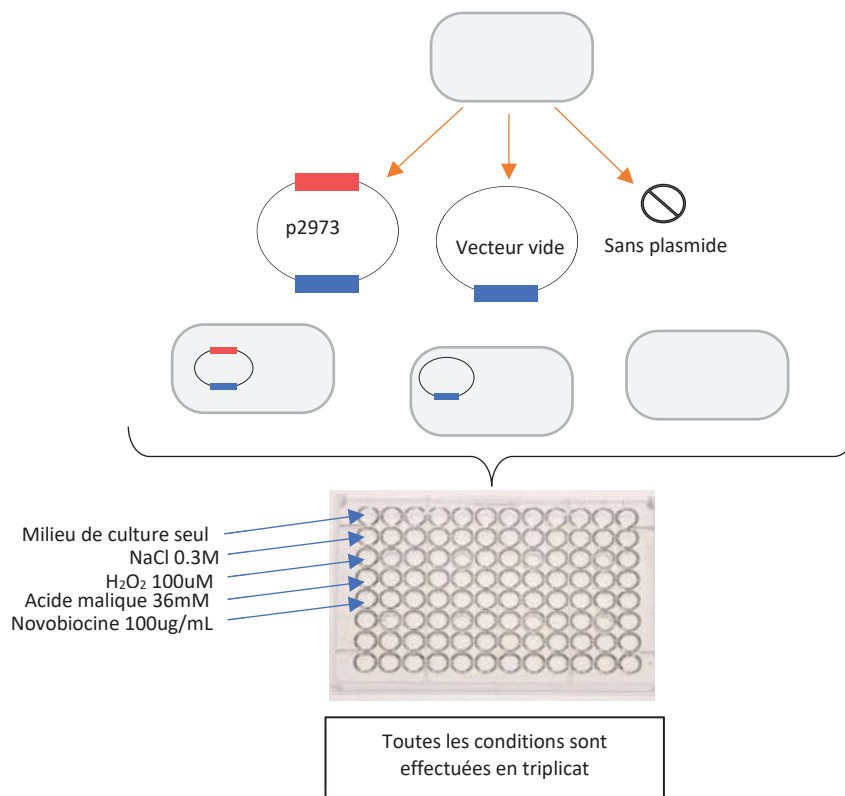 p2973
Vecteur vide
Sans plasmide
Milieu de culture seul
NaCl 0.3M
H₂O₂ 100uM
Acide malique 36mM
Novobiocine 100ug/mL
Toutes les conditions sont
effectuées en triplicat